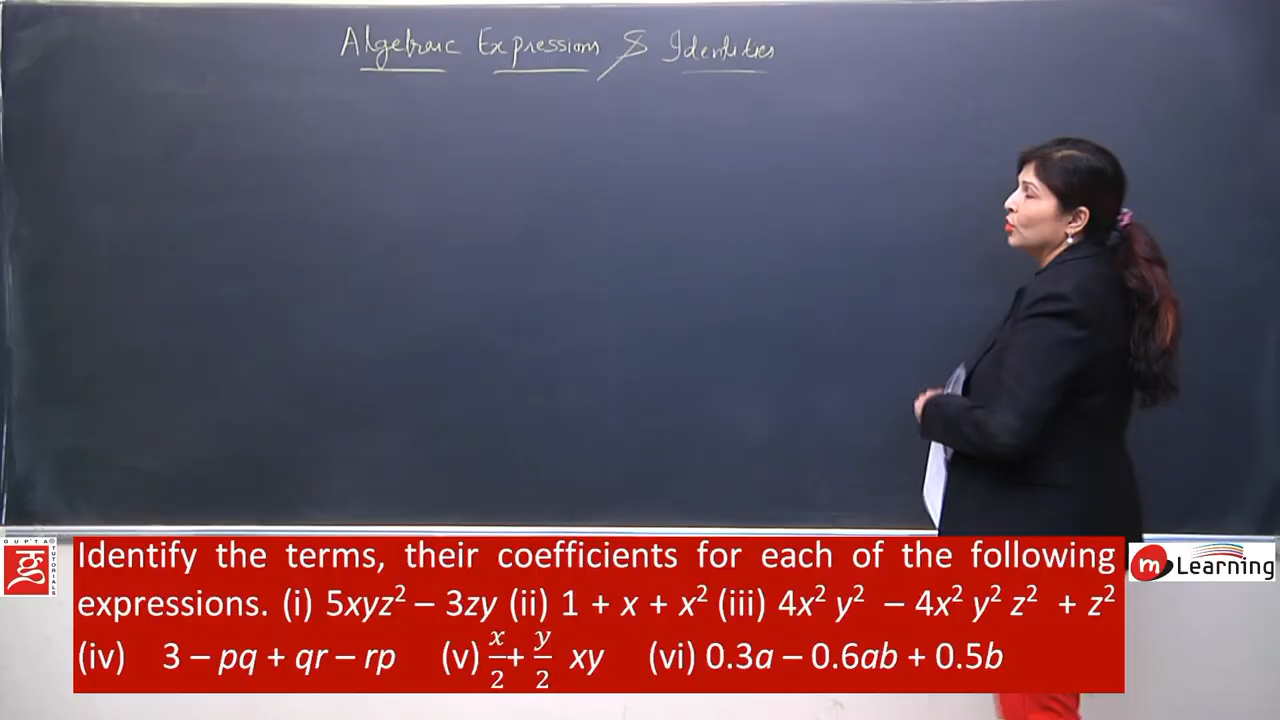 Algebraic Expressions & Identities
Identify the terms, their coefficients for each of the following
expressions. (i) 5xyz² – 3zy (ii) 1 + x + x² (iii) 4x² y² – 4x² y² z² + z²
(iv) 3 – pq + qr – rp (v) x/2 + y/2 xy (vi) 0.3a – 0.6ab + 0.5b
GUPTA®
TUTORIALS
m Learning